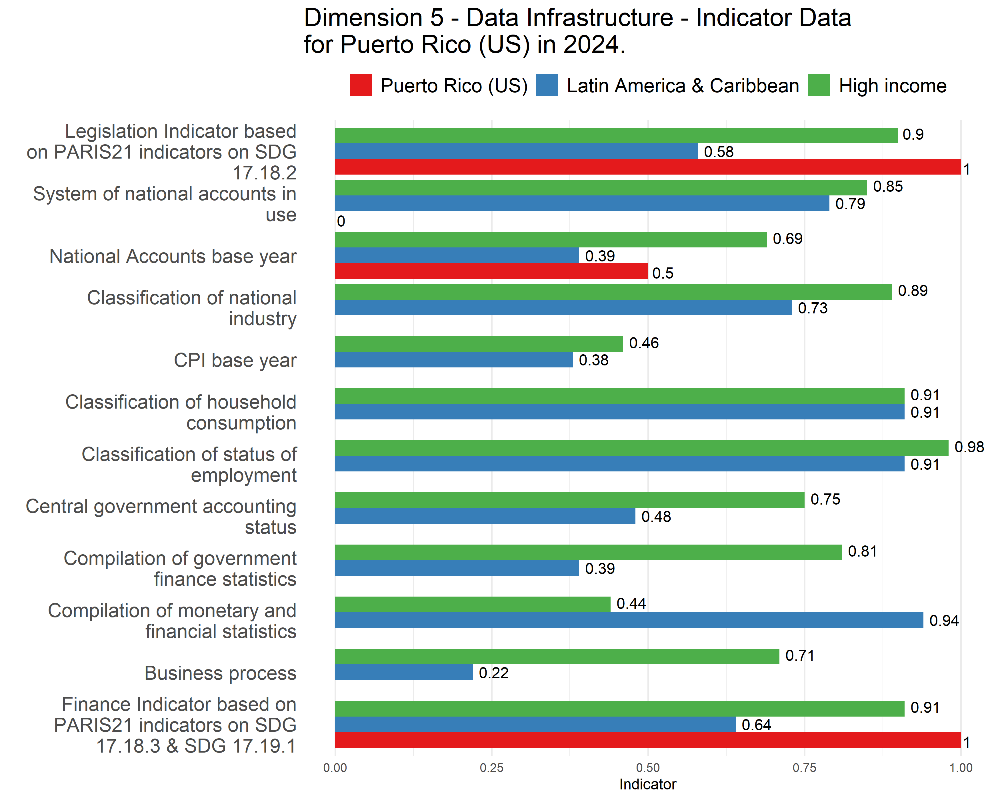 Dimension 5 - Data Infrastructure - Indicator Data
for Puerto Rico (US) in 2024.
Puerto Rico (US) Latin America & Caribbean High income
Legislation Indicator based
on PARIS21 indicators on SDG
17.18.2
0.9
0.58
1
System of national accounts in
use
0.85
0.79
0
National Accounts base year
0.69
0.39
0.5
Classification of national
industry
0.89
0.73
CPI base year
0.46
0.38
Classification of household
consumption
0.91
0.91
Classification of status of
employment
0.98
0.91
Central government accounting
status
0.75
0.48
Compilation of government
finance statistics
0.81
0.39
Compilation of monetary and
financial statistics
0.44
0.94
Business process
0.71
0.22
Finance Indicator based on
PARIS21 indicators on SDG
17.18.3 & SDG 17.19.1
0.91
0.64
1
0.00 0.25 0.50 0.75 1.00
Indicator